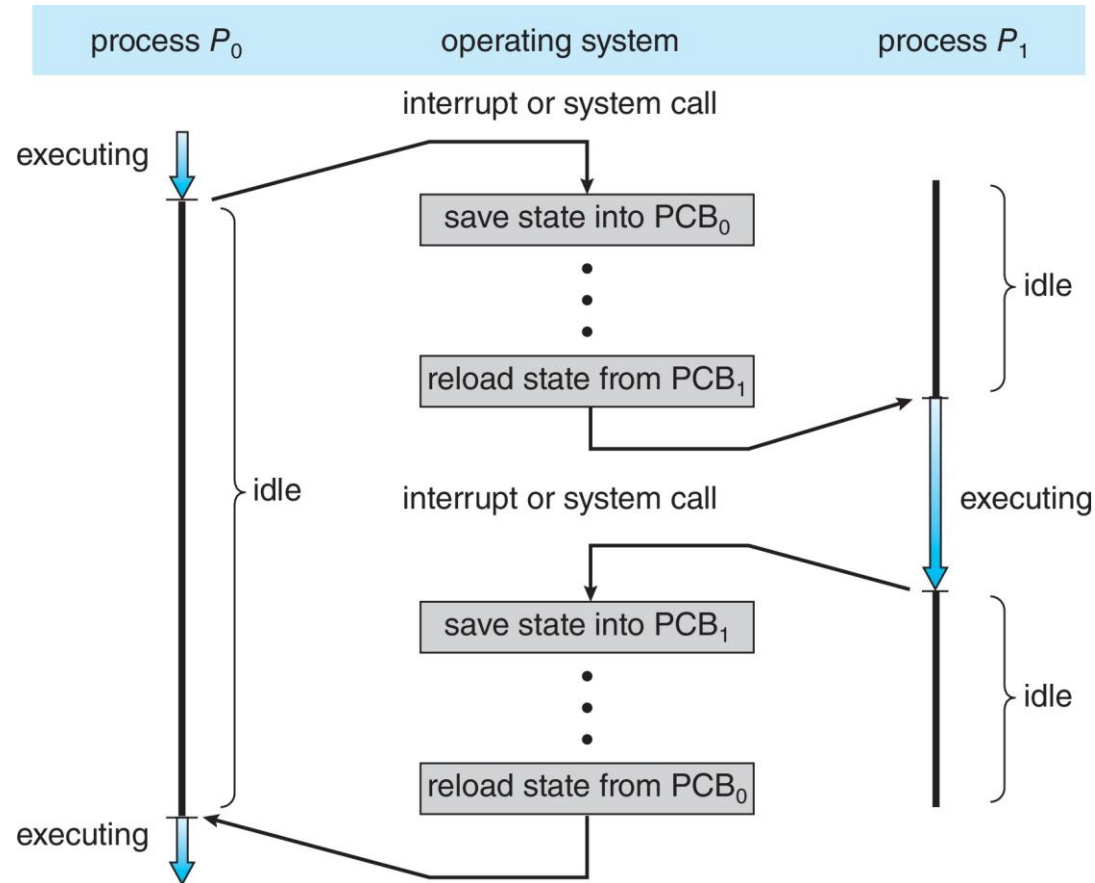 process P₀ operating system process P₁
interrupt or system call
executing
save state into PCB₀
idle
reload state from PCB₁
idle
interrupt or system call
executing
save state into PCB₁
idle
reload state from PCB₀
executing